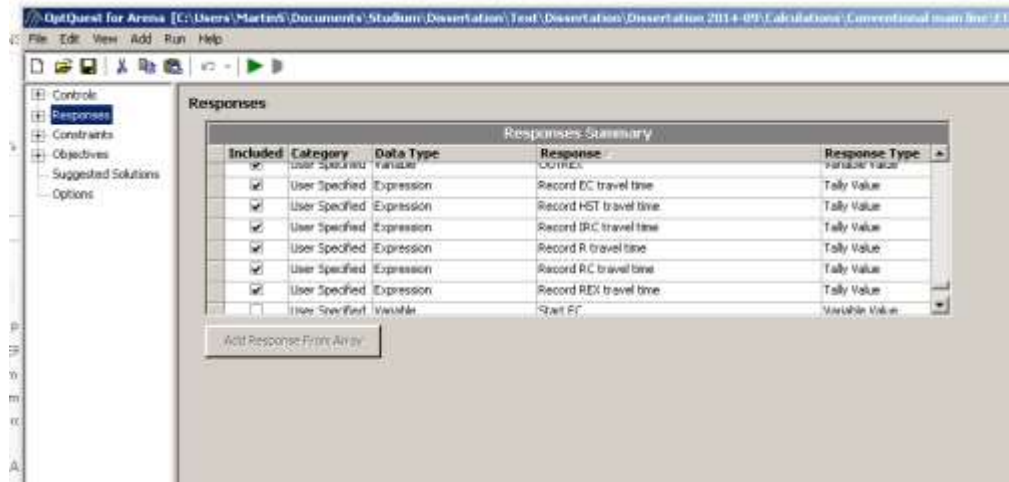 OptQuest for Arena [C:\Users\MartinS\Documents\Studium\Dissertation\Text\Dissertation\Dissertation 2014-09\Calculations\Conventional main line\
File Edit View Add Run Help
Controls
Responses
Constraints
Objectives
Suggested Solutions
Options
Responses
Responses Summary
Included Category Data Type Response Response Type
User Specified Variable Variable Value
User Specified Expression Record EC travel time Tally Value
User Specified Expression Record HST travel time Tally Value
User Specified Expression Record IRC travel time Tally Value
User Specified Expression Record R travel time Tally Value
User Specified Expression Record RC travel time Tally Value
User Specified Expression Record REX travel time Tally Value
User Specified Variable Start EC Variable Value
Add Response From Array